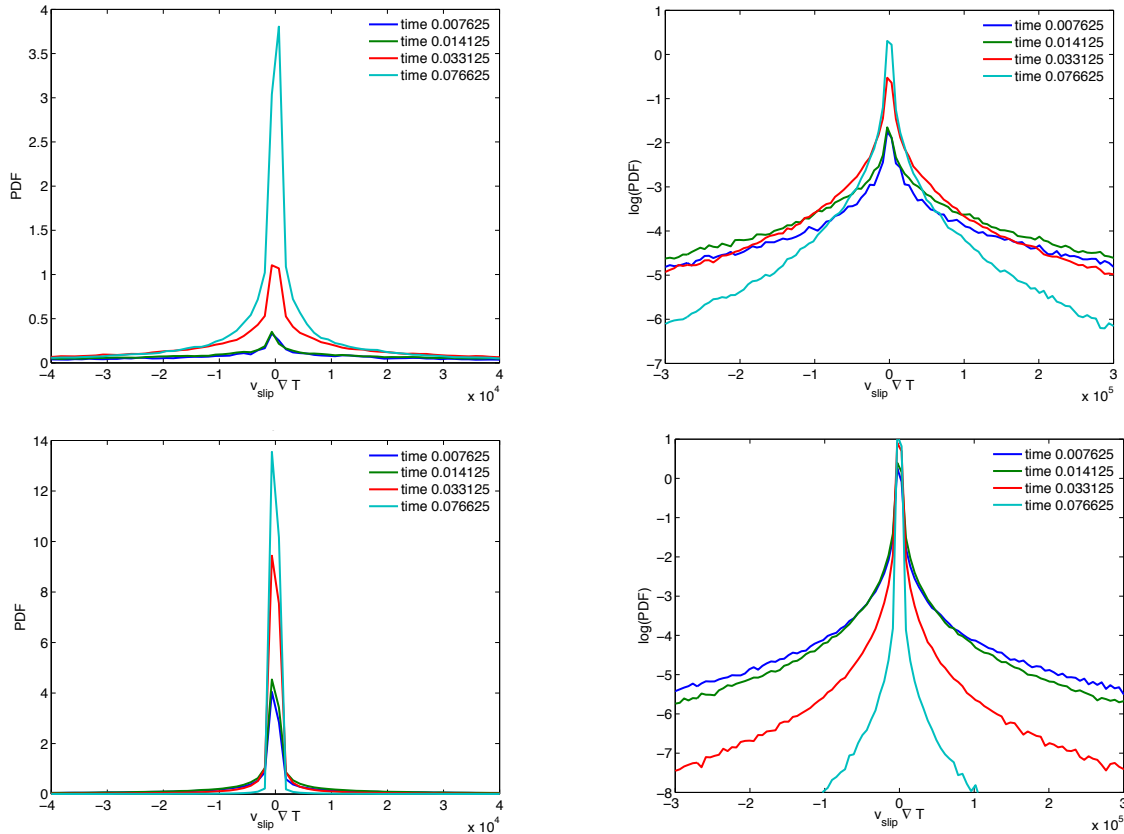 4
3.5
3
2.5
2
1.5
1
0.5
0
PDF
time 0.007625
time 0.014125
time 0.033125
time 0.076625
−4 −3 −2 −1 0 1 2 3 4
v_slip ∇ T
x 10^4
1
0
−1
−2
−3
−4
−5
−6
−7
log(PDF)
time 0.007625
time 0.014125
time 0.033125
time 0.076625
−3 −2 −1 0 1 2 3
v_slip ∇ T
x 10^5
14
12
10
8
6
4
2
0
PDF
time 0.007625
time 0.014125
time 0.033125
time 0.076625
−4 −3 −2 −1 0 1 2 3 4
v_slip ∇ T
x 10^4
1
0
−1
−2
−3
−4
−5
−6
−7
−8
log(PDF)
time 0.007625
time 0.014125
time 0.033125
time 0.076625
−3 −2 −1 0 1 2 3
v_slip ∇ T
x 10^5